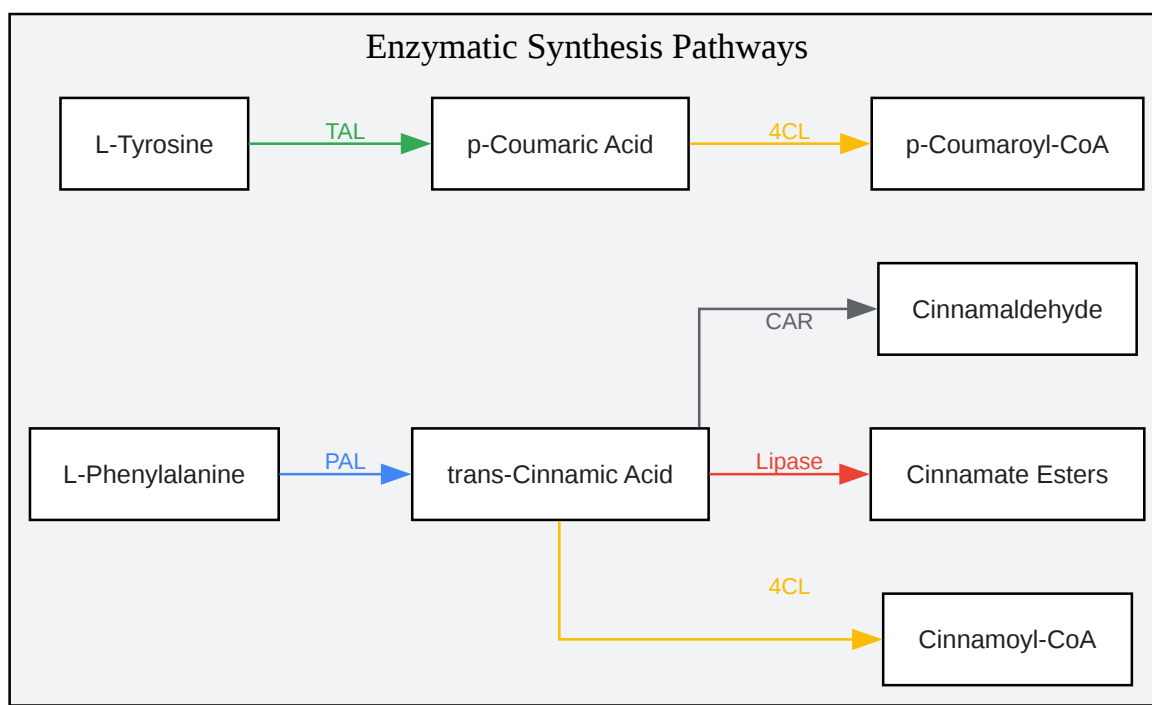 Enzymatic Synthesis Pathways
L-Tyrosine
TAL
p-Coumaric Acid
4CL
p-Coumaroyl-CoA
CAR
Cinnamaldehyde
L-Phenylalanine
PAL
trans-Cinnamic Acid
Lipase
Cinnamate Esters
4CL
Cinnamoyl-CoA